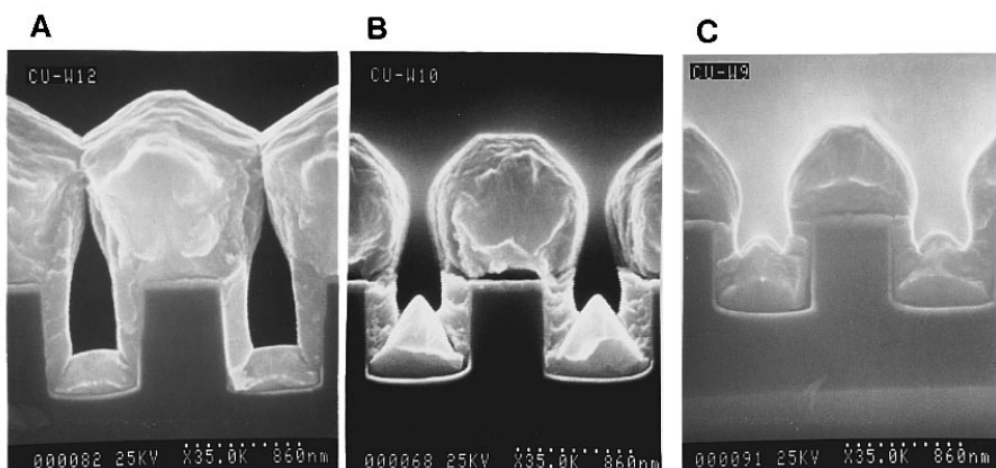 A
B
C
CU-W12
CU-W10
CU-W9
000082 25KV X35.0K 860nm
000068 25KV X35.0K 860nm
000091 25KV X35.0K 860nm